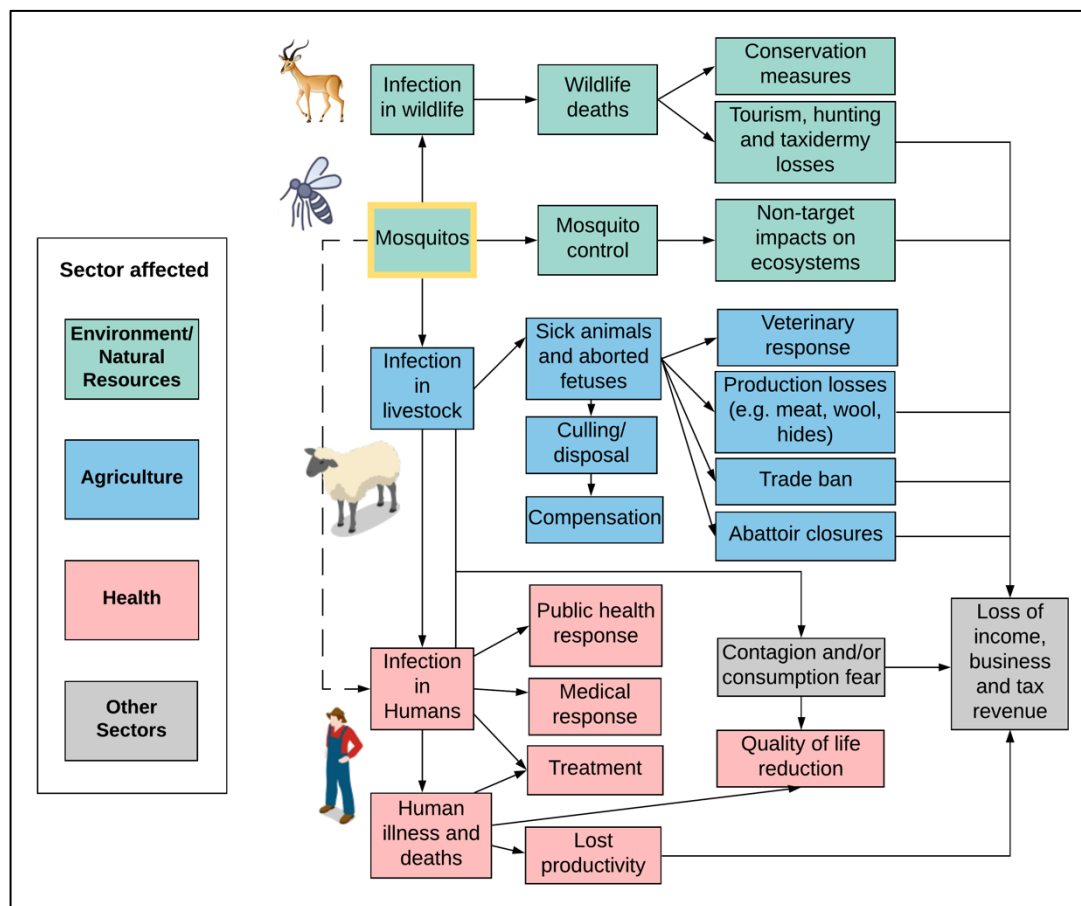 Infection
in wildlife
Wildlife
deaths
Conservation
measures
Tourism, hunting
and taxidermy
losses
Mosquitos
Mosquito
control
Non-target
impacts on
ecosystems
Sector affected
Environment/
Natural
Resources
Agriculture
Health
Other
Sectors
Infection
in
livestock
Sick animals
and aborted
fetuses
Culling/
disposal
Compensation
Veterinary
response
Production losses
(e.g. meat, wool,
hides)
Trade ban
Abattoir closures
Infection
in
Humans
Public health
response
Medical
response
Treatment
Human
illness and
deaths
Lost
productivity
Contagion and/or
consumption fear
Quality of life
reduction
Loss of
income,
business
and tax
revenue